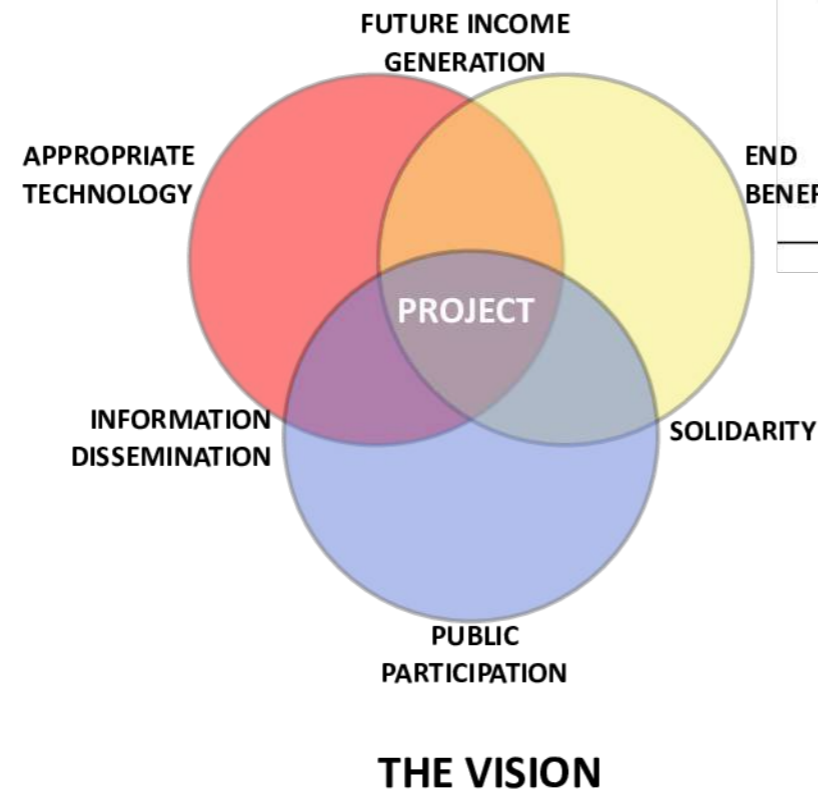 FUTURE INCOME
GENERATION
APPROPRIATE
TECHNOLOGY
END
PROJECT
INFORMATION
DISSEMINATION
SOLIDARITY
PUBLIC
PARTICIPATION
THE VISION